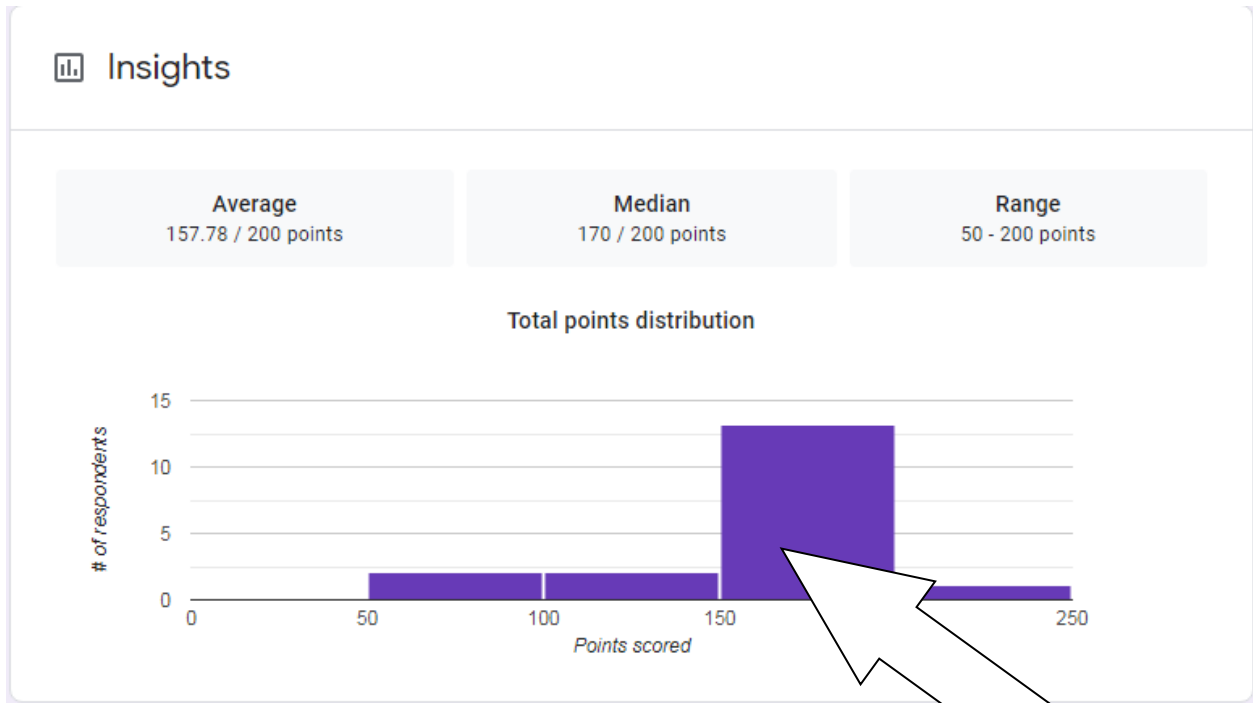 Insights
Average
157.78 / 200 points
Median
170 / 200 points
Range
50 - 200 points
Total points distribution
# of respondents
15
10
5
0
0 50 100 150 250
Points scored